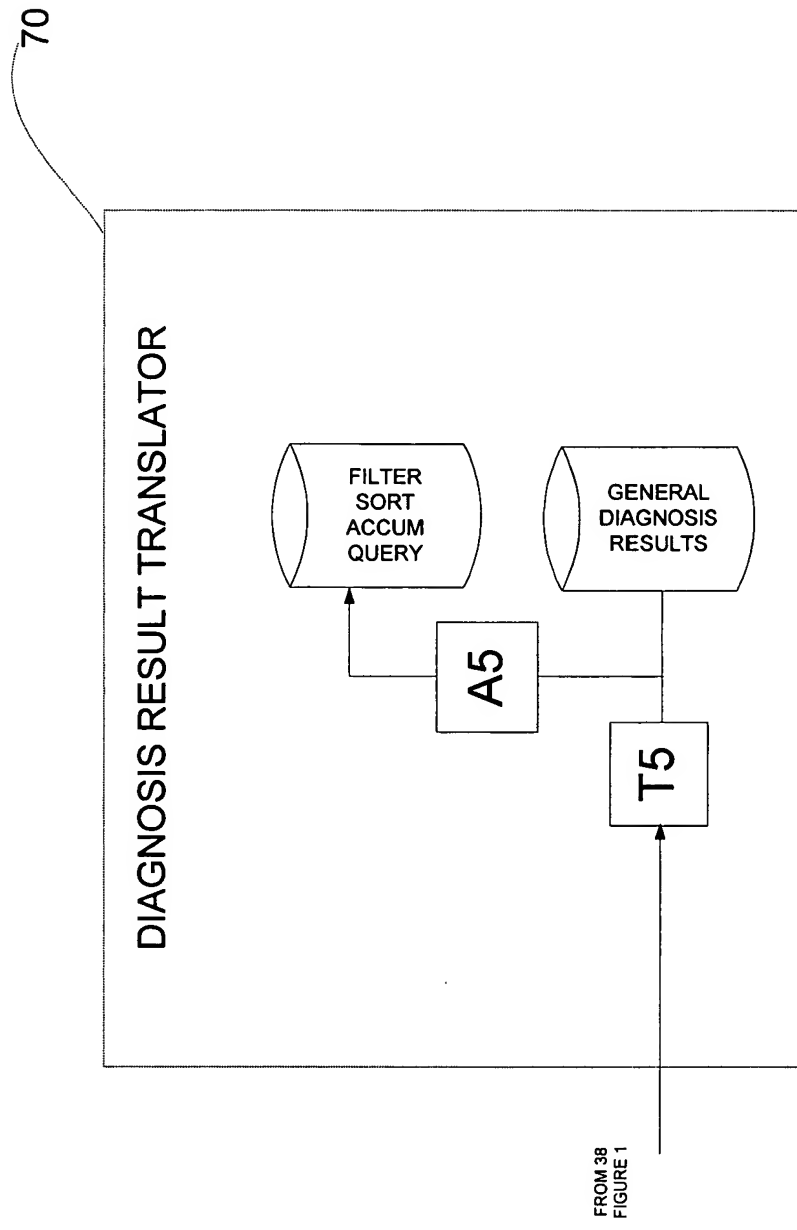 70
DIAGNOSIS RESULT TRANSLATOR
FILTER
SORT
ACCUM
QUERY
GENERAL
DIAGNOSIS
RESULTS
A5
T5
FROM 38
FIGURE 1